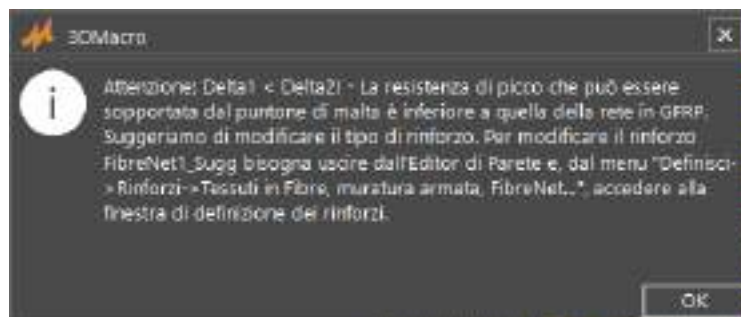 3DMacro
Attenzione: Delta1 < Delta2! - La resistenza di picco che può essere
sopportata dal puntone di malta è inferiore a quella della rete in GFRP.
Suggeriamo di modificare il tipo di rinforzo. Per modificare il rinforzo
FibreNet1_Sugg bisogna uscire dall'Editor di Parete e, dal menu "Definisci-
>Rinforzi->Tessuti in Fibre, muratura armata, FibreNet...", accedere alla
finestra di definizione dei rinforzi.
OK